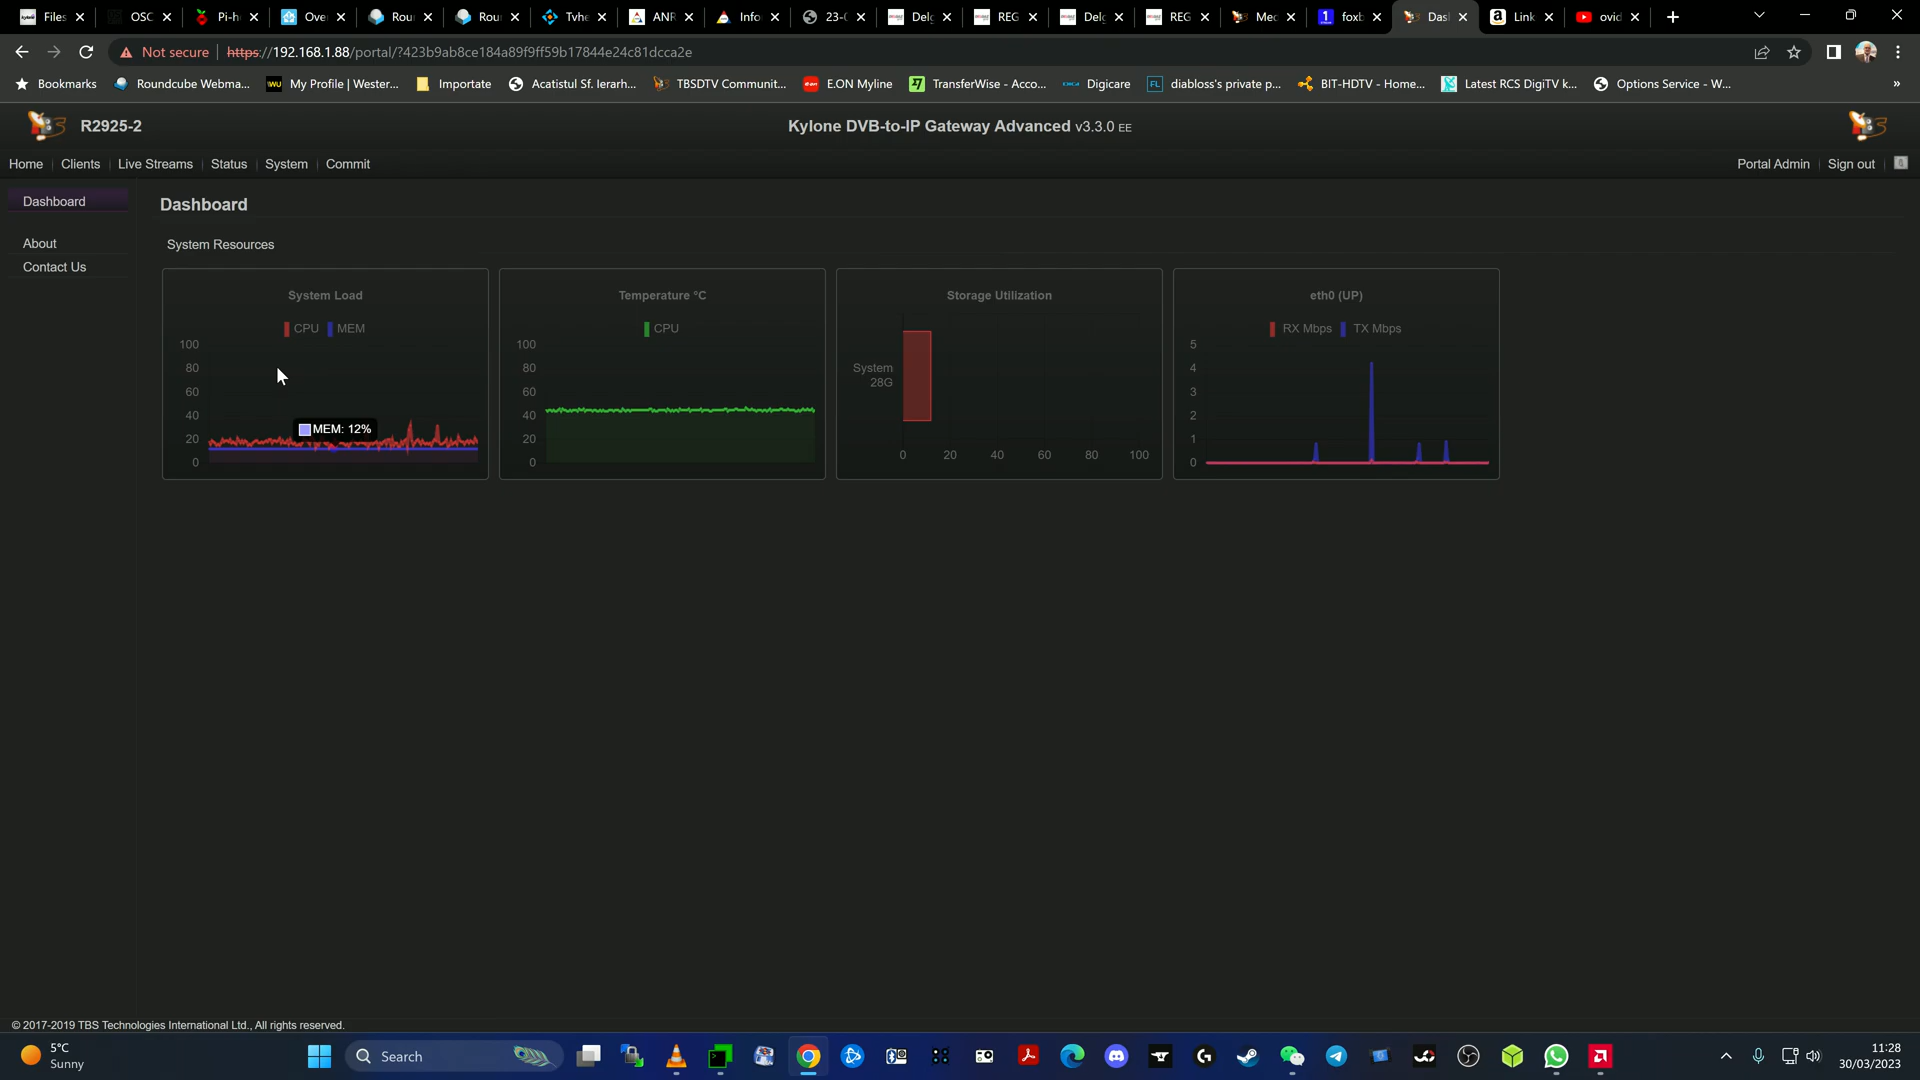 Files
OSC
Pi-h
Ove
Rou
Rou
Tvhe
ANR
Info
23-0
Delg
REG
Delg
REG
Mec
foxb
Dasl
Link
ovid
Not secure
https://192.168.1.88/portal/?423b9ab8ce184a89f9ff59b17844e24c81dcca2e
Bookmarks
Roundcube Webma...
My Profile | Wester...
Importate
Acatistul Sf. Ierarh...
TBSDTV Communit...
E.ON Myline
TransferWise - Acco...
Digicare
diabloss's private p...
BIT-HDTV - Home...
Latest RCS DigiTV k...
Options Service - W...
R2925-2
Kylone DVB-to-IP Gateway Advanced v3.3.0 EE
Home
Clients
Live Streams
Status
System
Commit
Portal Admin
Sign out
Dashboard
About
Contact Us
Dashboard
System Resources
System Load
CPU MEM
100
80
60
40
20
0
MEM: 12%
Temperature °C
CPU
100
80
60
40
20
0
Storage Utilization
System
28G
0 20 40 60 80 100
eth0 (UP)
RX Mbps TX Mbps
5
4
3
2
1
0
© 2017-2019 TBS Technologies International Ltd., All rights reserved.
5°C
Sunny
Search
11:28
30/03/2023